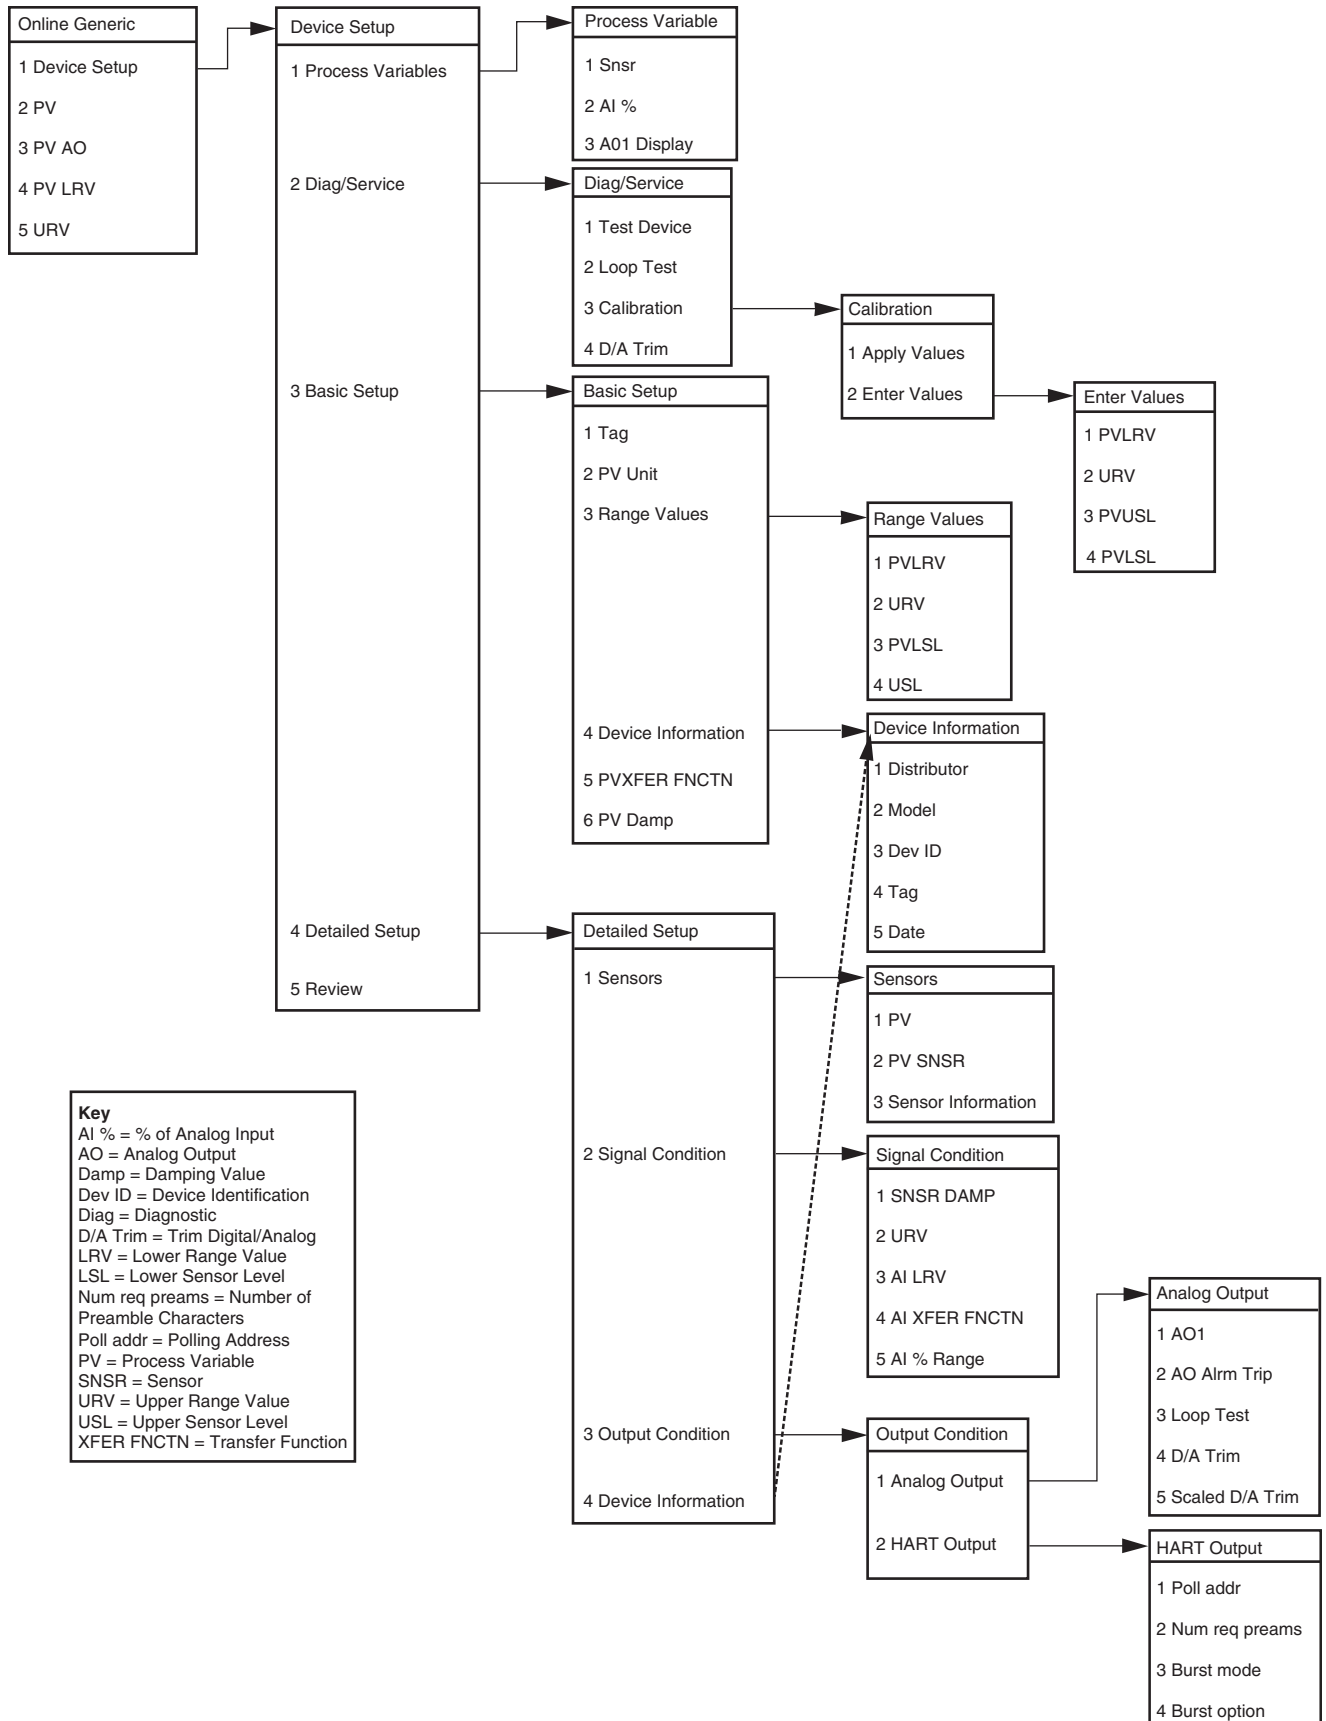 Online Generic
1 Device Setup
2 PV
3 PV AO
4 PV LRV
5 URV
Device Setup
1 Process Variables
2 Diag/Service
3 Basic Setup
4 Detailed Setup
5 Review
Process Variable
1 Snsr
2 AI %
3 A01 Display
Diag/Service
1 Test Device
2 Loop Test
3 Calibration
4 D/A Trim
Calibration
1 Apply Values
2 Enter Values
Enter Values
1 PVLRV
2 URV
3 PVUSL
4 PVLSL
Basic Setup
1 Tag
2 PV Unit
3 Range Values
4 Device Information
5 PVXFER FNCTN
6 PV Damp
Range Values
1 PVLRV
2 URV
3 PVLSL
4 USL
Device Information
1 Distributor
2 Model
3 Dev ID
4 Tag
5 Date
Detailed Setup
1 Sensors
2 Signal Condition
3 Output Condition
4 Device Information
Sensors
1 PV
2 PV SNSR
3 Sensor Information
Signal Condition
1 SNSR DAMP
2 URV
3 AI LRV
4 AI XFER FNCTN
5 AI % Range
Output Condition
1 Analog Output
2 HART Output
Analog Output
1 AO1
2 AO Alrm Trip
3 Loop Test
4 D/A Trim
5 Scaled D/A Trim
HART Output
1 Poll addr
2 Num req preams
3 Burst mode
4 Burst option
Key
AI % = % of Analog Input
AO = Analog Output
Damp = Damping Value
Dev ID = Device Identification
Diag = Diagnostic
D/A Trim = Trim Digital/Analog
LRV = Lower Range Value
LSL = Lower Sensor Level
Num req preams = Number of
Preamble Characters
Poll addr = Polling Address
PV = Process Variable
SNSR = Sensor
URV = Upper Range Value
USL = Upper Sensor Level
XFER FNCTN = Transfer Function